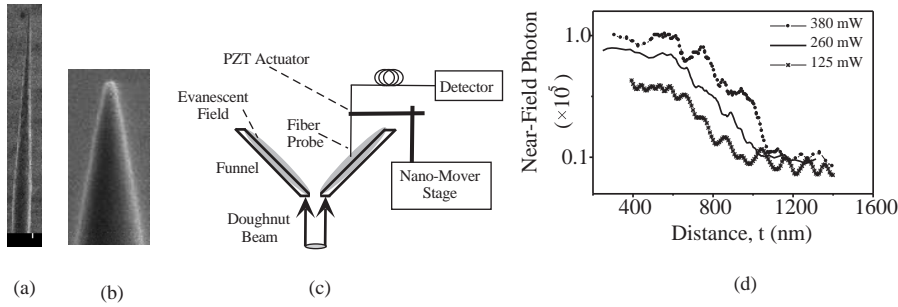 PZT Actuator
Evanescent
Field
Fiber
Probe
Funnel
Detector
Nano-Mover
Stage
Doughnut
Beam
Near-Field Photon
(×10⁵)
1.0
0.1
380 mW
260 mW
125 mW
400
800
1200
1600
Distance, t (nm)
(a)
(b)
(c)
(d)